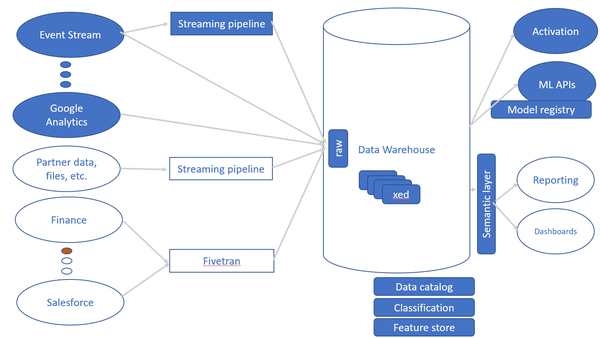 Event Stream
Streaming pipeline
Google
Analytics
Partner data,
files, etc.
Streaming pipeline
Finance
Fivetran
Salesforce
raw
Data Warehouse
xed
Data catalog
Classification
Feature store
Semantic layer
Activation
ML APIs
Model registry
Reporting
Dashboards